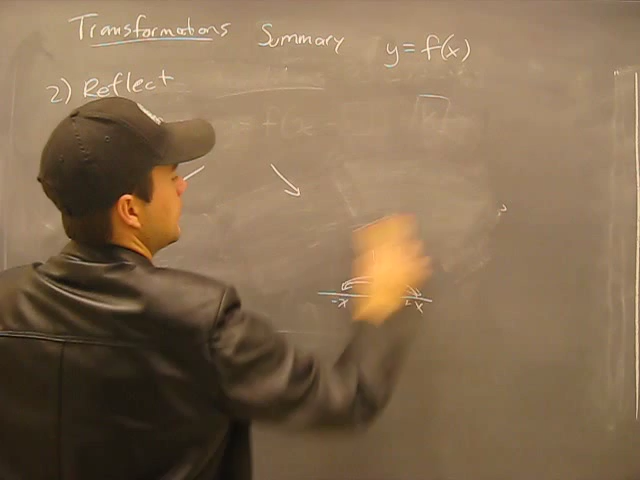 Transformations Summary y = f(x)
2) Reflect
-x x